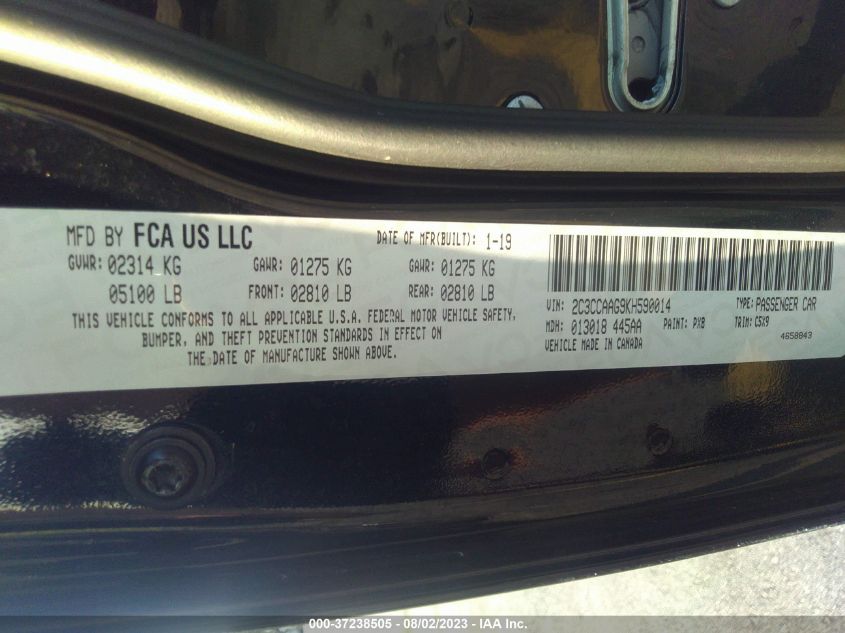 MFD BY FCA US LLC DATE OF MFR(BUILT): 1-19
GVWR: 02314 KG GAWR: 01275 KG GAWR: 01275 KG
05100 LB FRONT: 02810 LB REAR: 02810 LB
THIS VEHICLE CONFORMS TO ALL APPLICABLE U.S.A. FEDERAL MOTOR VEHICLE SAFETY,
BUMPER, AND THEFT PREVENTION STANDARDS IN EFFECT ON
THE DATE OF MANUFACTURE SHOWN ABOVE.
VIN: 2C3CCAAG9KH590014 TYPE: PASSENGER CAR
MDH: 013018 445AA PAINT: PX8 TRIM: C5X9
VEHICLE MADE IN CANADA 4658843
000-37238505 - 08/02/2023 - IAA Inc.